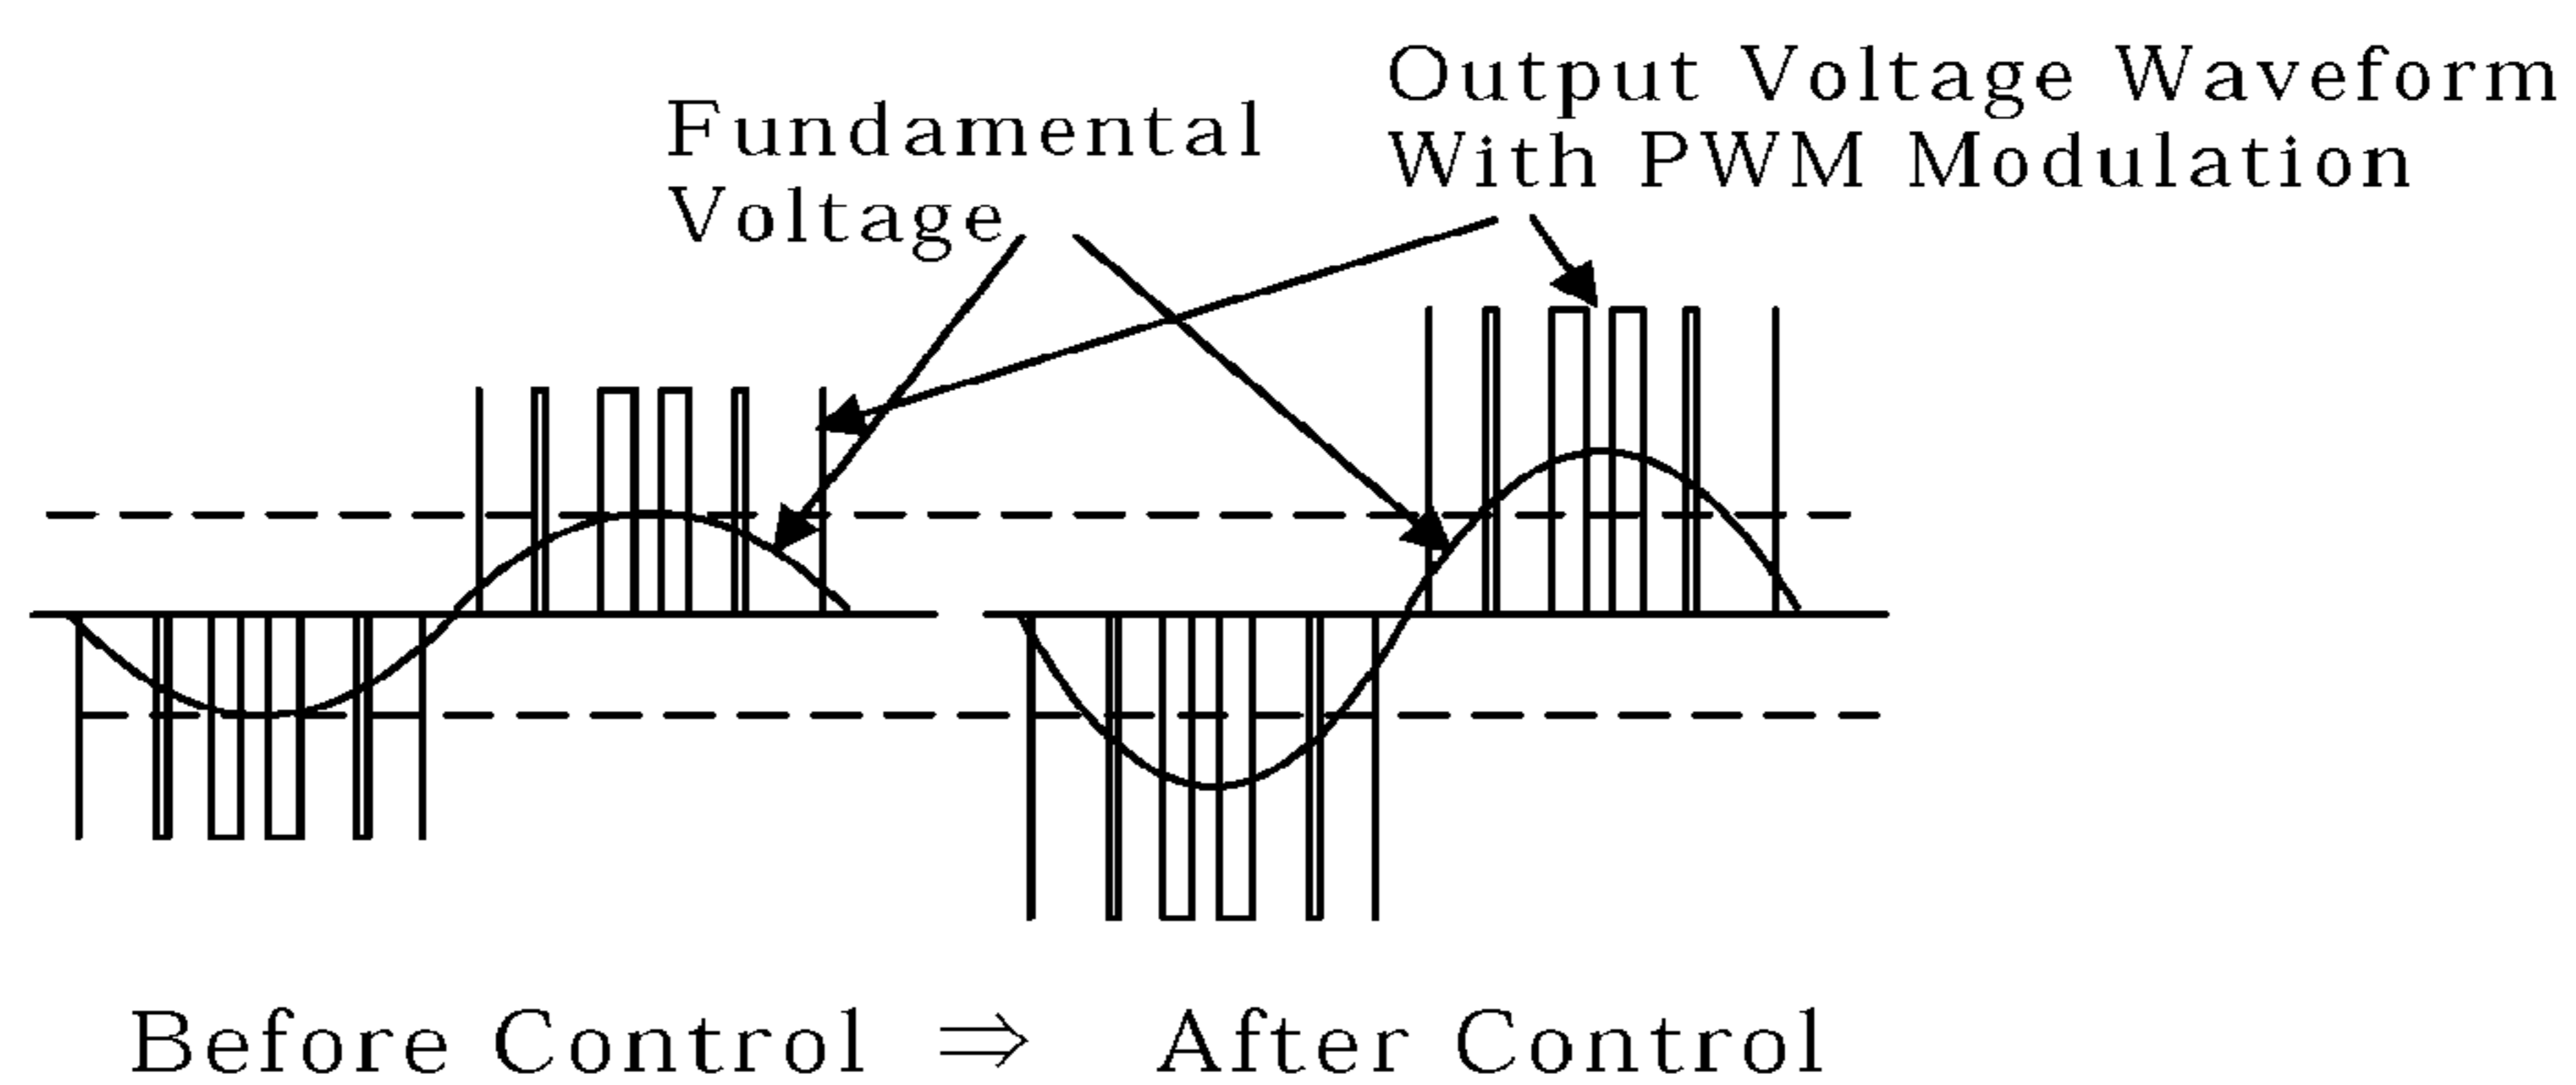 Fundamental
Voltage
Output Voltage Waveform
With PWM Modulation
Before Control ⇒ After Control